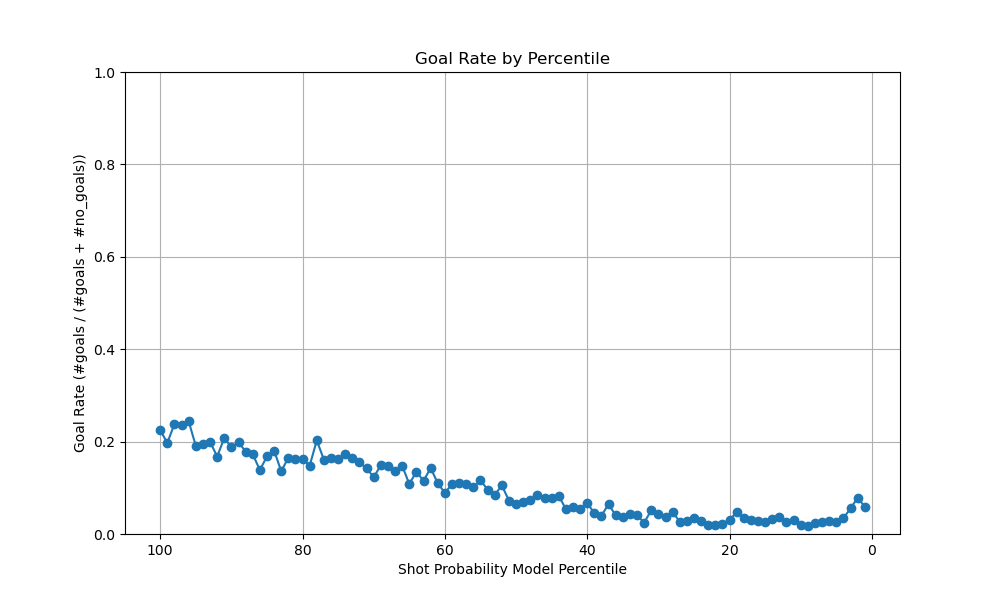 Goal Rate by Percentile
Goal Rate (#goals / (#goals + #no_goals))
1.0
0.8
0.6
0.4
0.2
0.0
100 80 60 40 20 0
Shot Probability Model Percentile